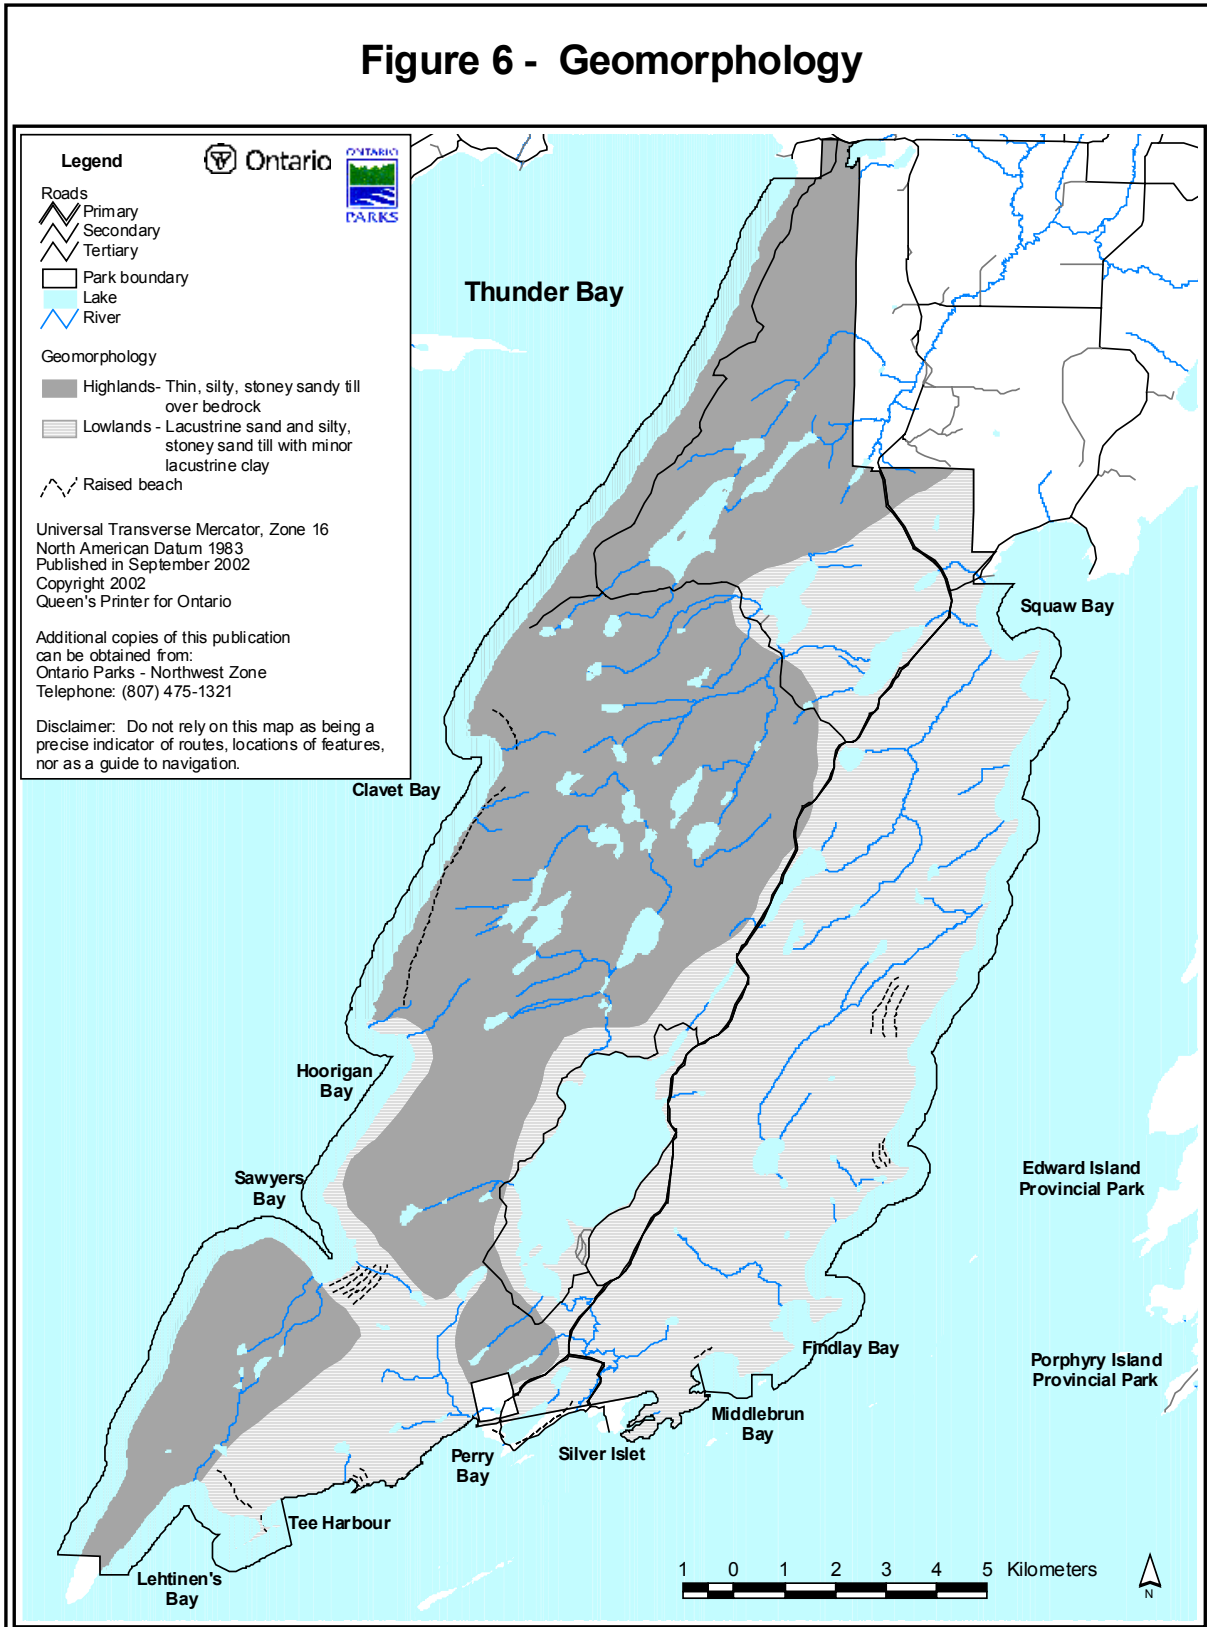 Figure 6 - Geomorphology
Legend
Ontario
ONTARIO
PARKS
Roads
Primary
Secondary
Tertiary
Park boundary
Lake
River
Geomorphology
Highlands- Thin, silty, stoney sandy till
over bedrock
Lowlands - Lacustrine sand and silty,
stoney sand till with minor
lacustrine clay
Raised beach
Universal Transverse Mercator, Zone 16
North American Datum 1983
Published in September 2002
Copyright 2002
Queen's Printer for Ontario
Additional copies of this publication
can be obtained from:
Ontario Parks - Northwest Zone
Telephone: (807) 475-1321
Disclaimer: Do not rely on this map as being a
precise indicator of routes, locations of features,
nor as a guide to navigation.
Thunder Bay
Squaw Bay
Clavet Bay
Hoorigan
Bay
Sawyers
Bay
Edward Island
Provincial Park
Findlay Bay
Porphyry Island
Provincial Park
Middlebrun
Bay
Silver Islet
Perry
Bay
Tee Harbour
Lehtinen's
Bay
1 0 1 2 3 4 5 Kilometers
N